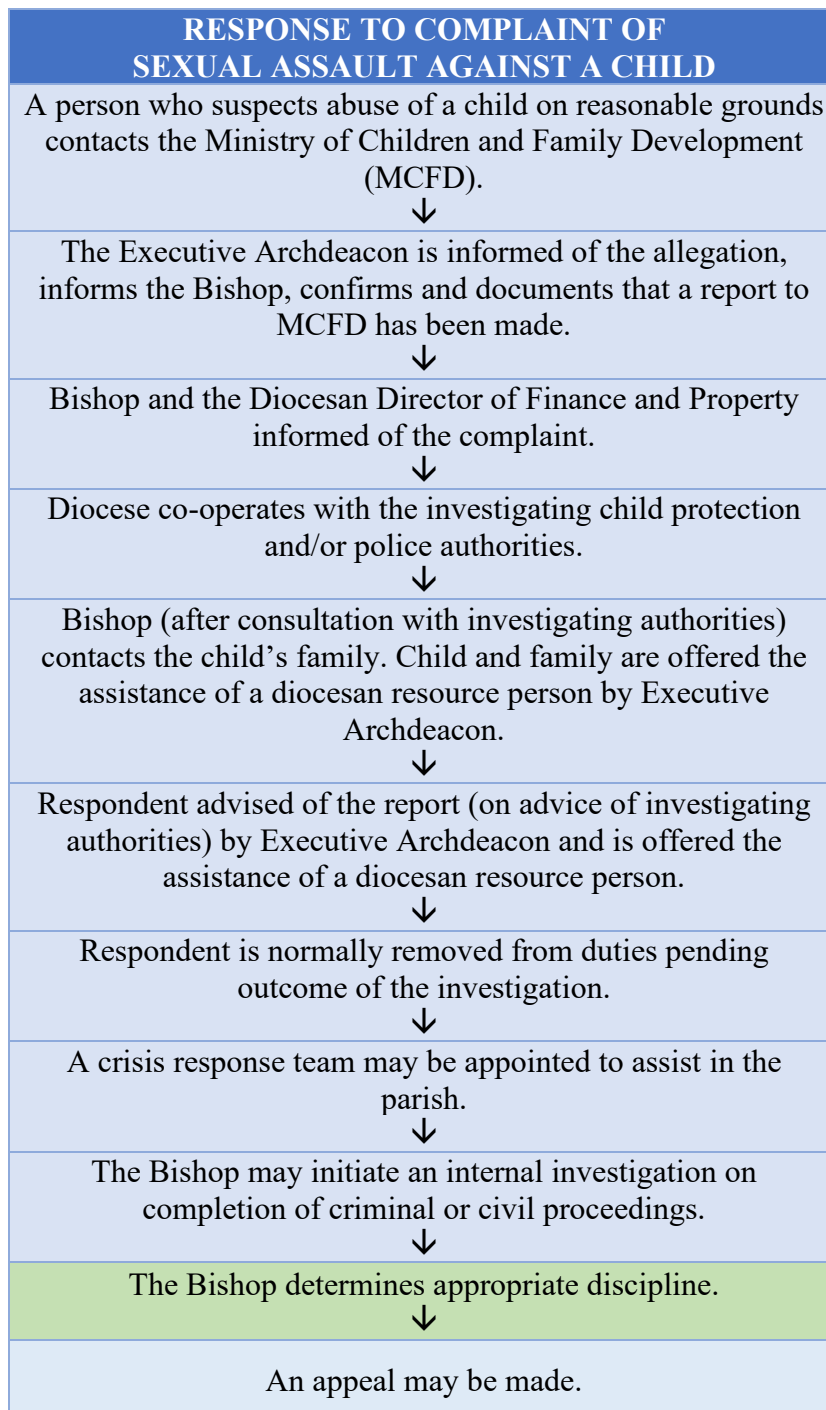 RESPONSE TO COMPLAINT OF
SEXUAL ASSAULT AGAINST A CHILD
A person who suspects abuse of a child on reasonable grounds
contacts the Ministry of Children and Family Development
(MCFD).
↓
The Executive Archdeacon is informed of the allegation,
informs the Bishop, confirms and documents that a report to
MCFD has been made.
↓
Bishop and the Diocesan Director of Finance and Property
informed of the complaint.
↓
Diocese co-operates with the investigating child protection
and/or police authorities.
↓
Bishop (after consultation with investigating authorities)
contacts the child’s family. Child and family are offered the
assistance of a diocesan resource person by Executive
Archdeacon.
↓
Respondent advised of the report (on advice of investigating
authorities) by Executive Archdeacon and is offered the
assistance of a diocesan resource person.
↓
Respondent is normally removed from duties pending
outcome of the investigation.
↓
A crisis response team may be appointed to assist in the
parish.
↓
The Bishop may initiate an internal investigation on
completion of criminal or civil proceedings.
↓
The Bishop determines appropriate discipline.
↓
An appeal may be made.